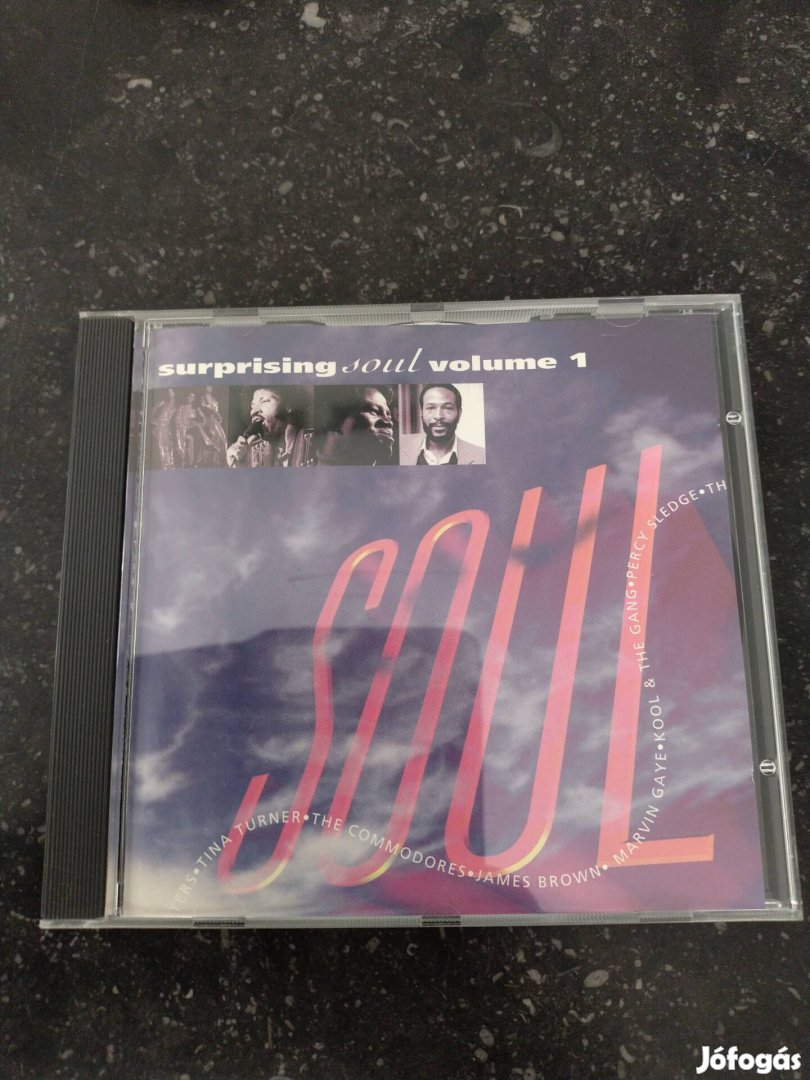 surprising soul volume 1
SOUL
TERS•TINA TURNER•THE COMMODORES•JAMES BROWN•MARVIN GAYE•KOOL & THE GANG•PERCY SLEDGE•TH
Jófogás